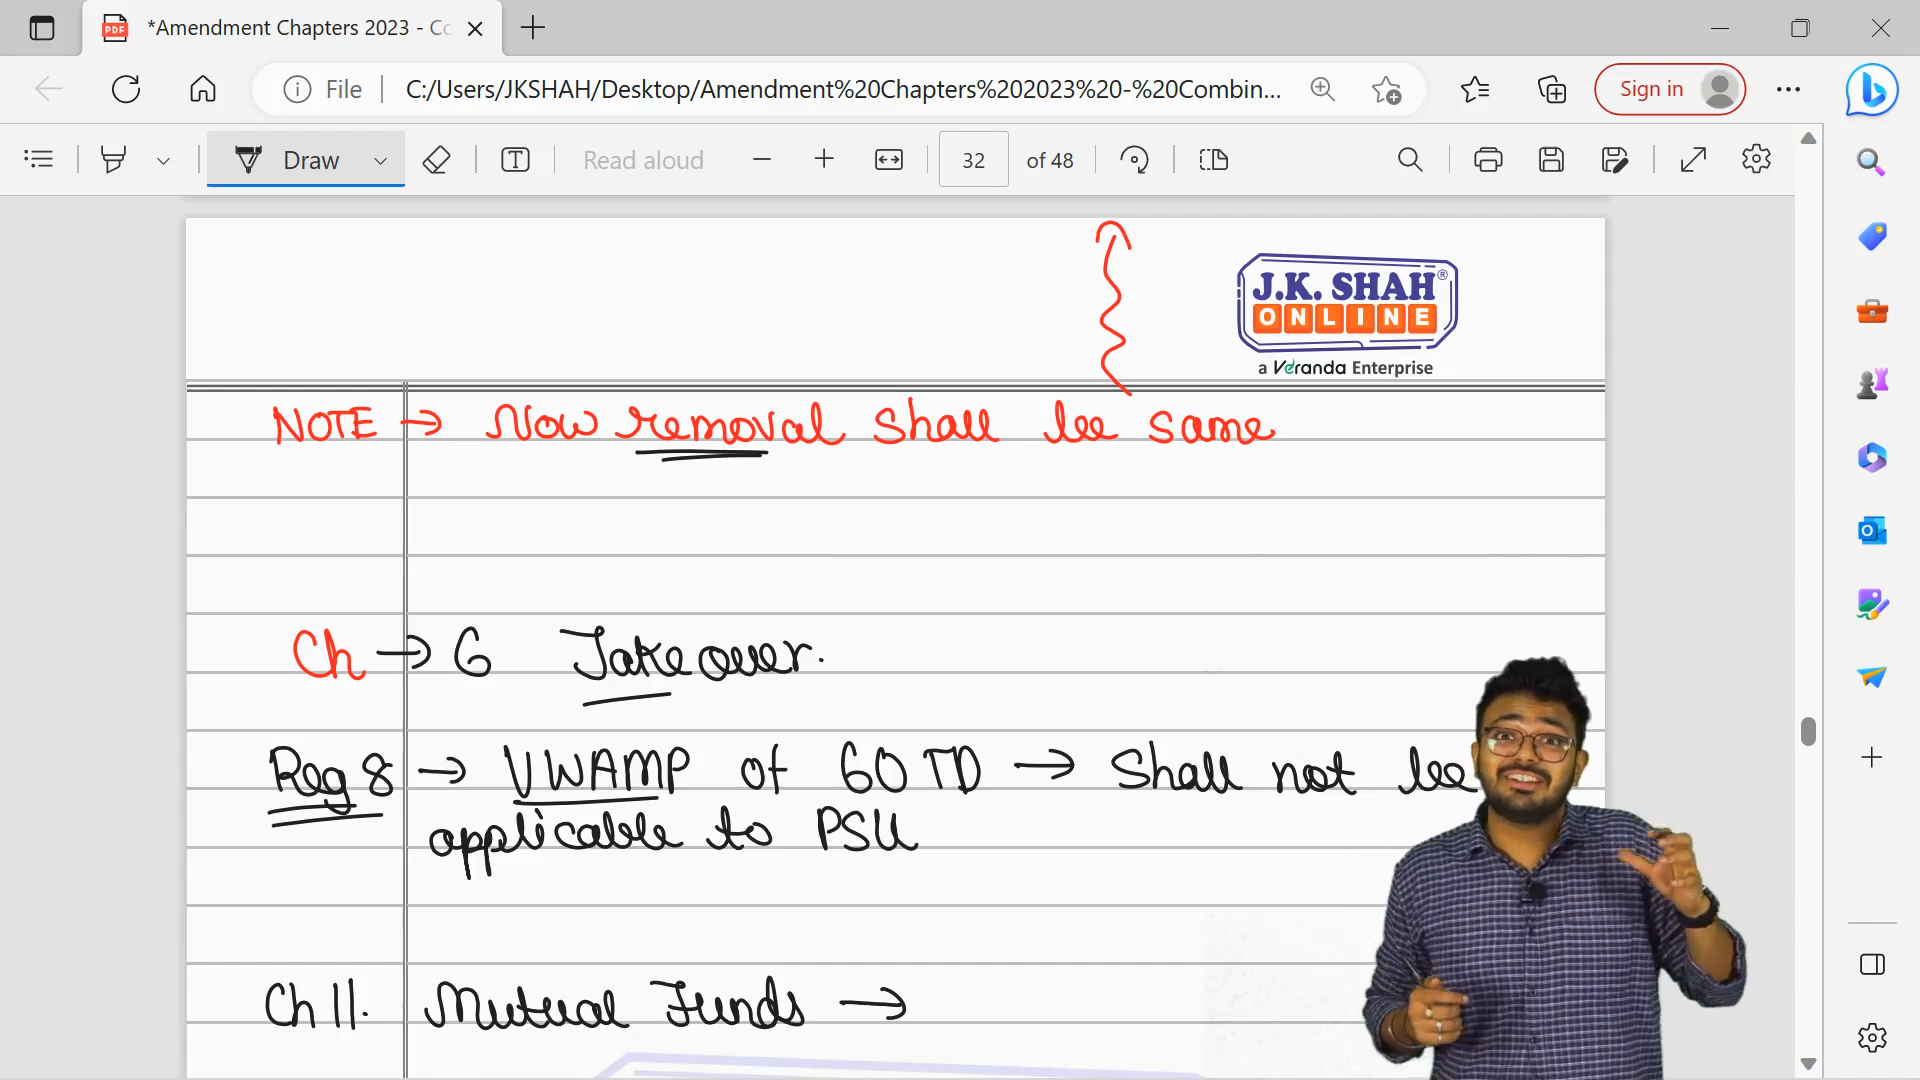 *Amendment Chapters 2023 - Co
File
C:/Users/JKSHAH/Desktop/Amendment%20Chapters%202023%20-%20Combin...
Sign in
Draw
Read aloud
32
of 48
J.K. SHAH®
ONLINE
a Veranda Enterprise
NOTE → Now removal shall be same
Ch → 6 Takeover.
Reg 8 → VWAMP of 60 TD → Shall not be
applicable to PSU
Ch 11. Mutual Funds →